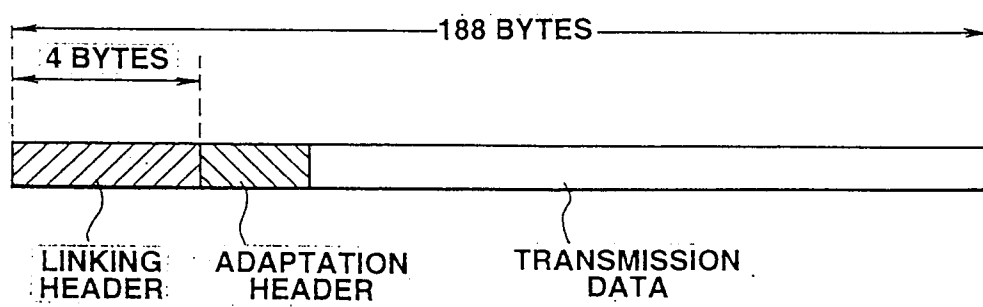 188 BYTES
4 BYTES
LINKING
HEADER
ADAPTATION
HEADER
TRANSMISSION
DATA